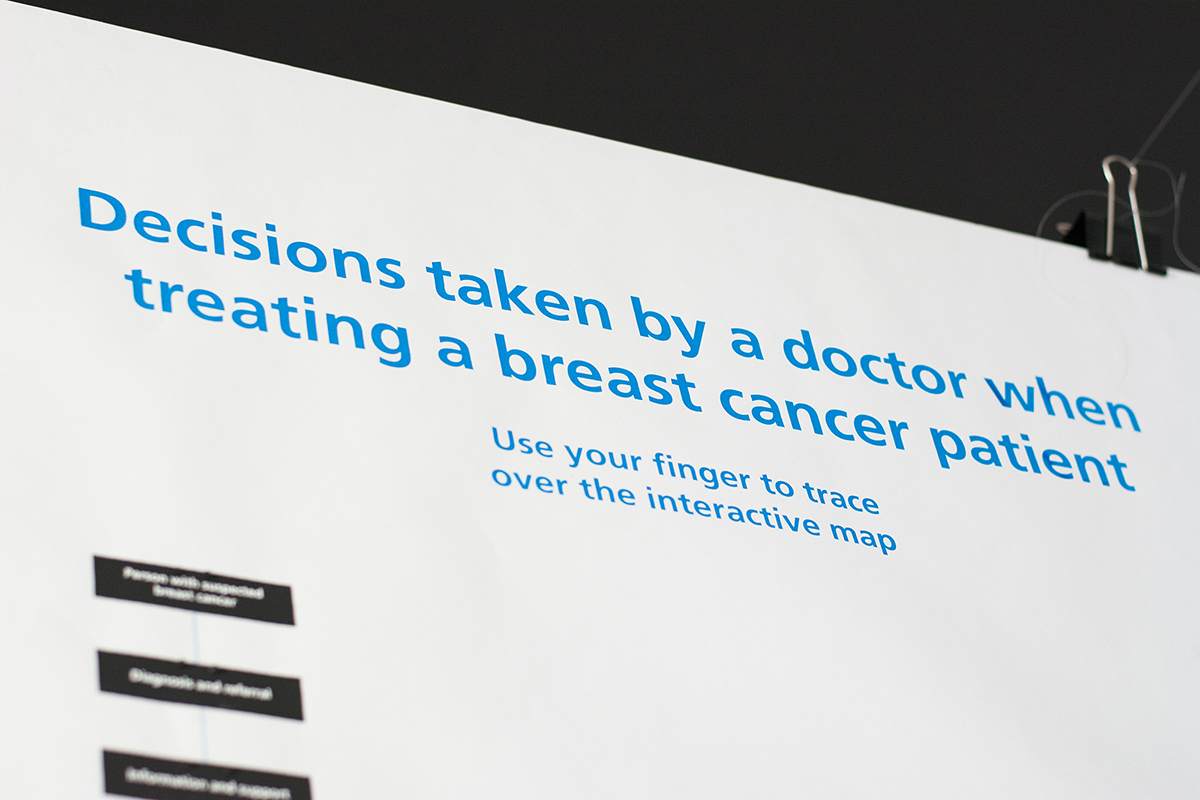 Decisions taken by a doctor when
treating a breast cancer patient
Use your finger to trace
over the interactive map
Person with suspected
breast cancer
Diagnosis and referral
Information and support